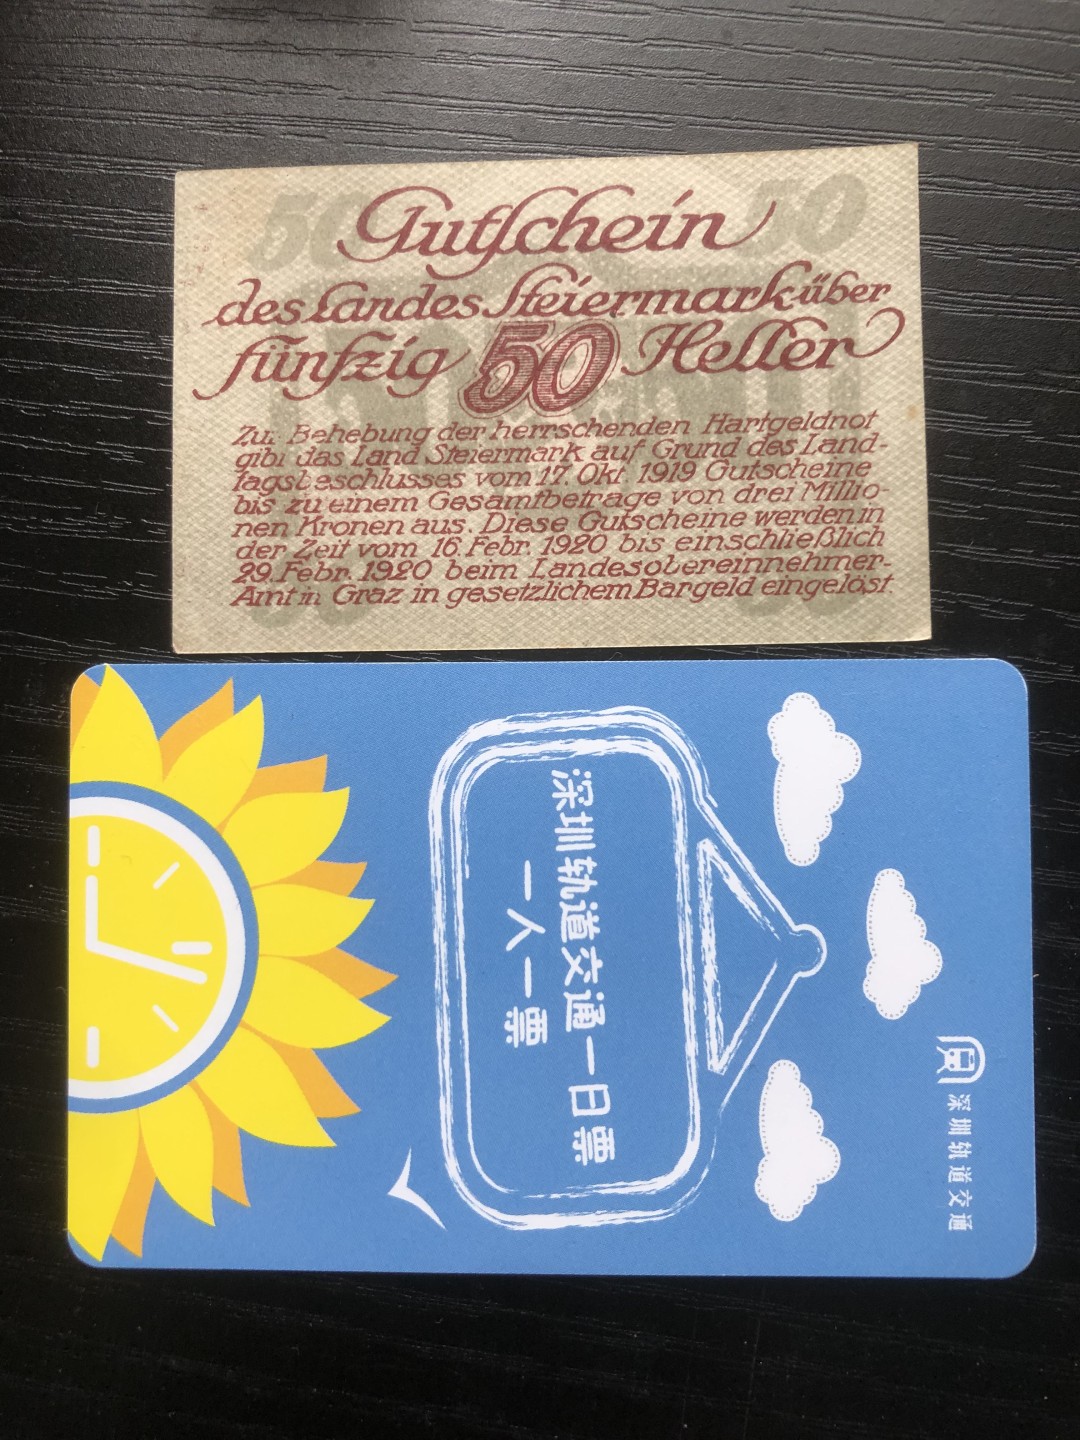 50 50
Gutschein
des Landes Steiermark über
fünfzig 50 Heller
Zur Behebung der herrschenden Hartgeldnot
gibt das Land Steiermark auf Grund des Land-
tagsbeschlusses vom 17. Okt. 1919 Gutscheine
bis zu einem Gesamtbetrage von drei Millio-
nen Kronen aus. Diese Gutscheine werden in
der Zeit vom 16. Febr. 1920 bis einschließlich
29. Febr. 1920 beim Landesobereinnehmer-
Amt in Graz in gesetzlichem Bargeld eingelöst.
深圳轨道交通
深圳轨道交通一日票
一人一票